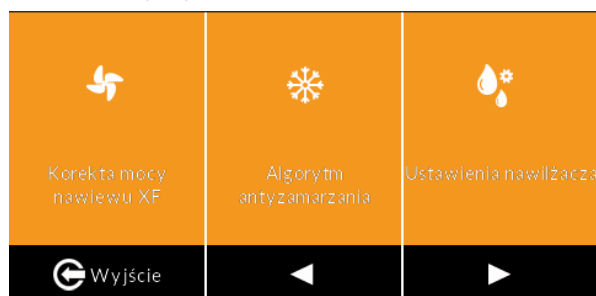 Korekta mocy
nawiewu XF
Algorytm
antyzamarzania
Ustawienia nawilżacza
Wyjście